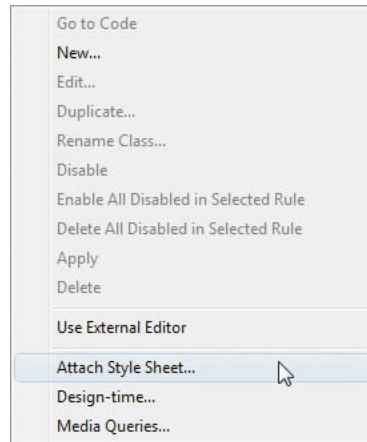 Go to Code
New...
Edit...
Duplicate...
Rename Class...
Disable
Enable All Disabled in Selected Rule
Delete All Disabled in Selected Rule
Apply
Delete
Use External Editor
Attach Style Sheet...
Design-time...
Media Queries...